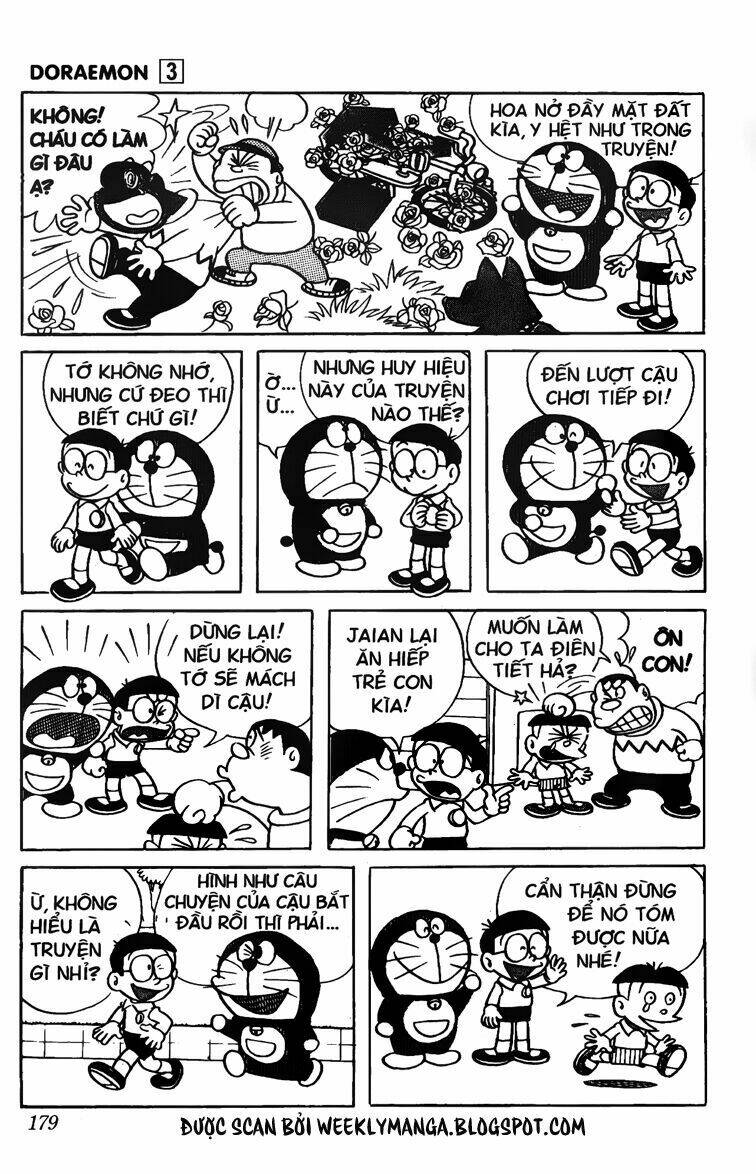 DORAEMON 3
HOA NỞ ĐẦY MẶT ĐẤT
KÌA, Y HỆT NHƯ TRONG
TRUYỆN!
KHÔNG!
CHÁU CÓ LÀM
GÌ ĐÂU
Ạ?
ĐẾN LƯỢT CẬU
CHƠI TIẾP ĐI!
NHƯNG HUY HIỆU
NÀY CỦA TRUYỆN
NÀO THẾ?
Ờ...
Ừ...
TỚ KHÔNG NHỚ,
NHƯNG CỨ ĐEO THÌ
BIẾT CHỨ GÌ!
ÔN
CON!
MUỐN LÀM
CHO TA ĐIÊN
TIẾT HẢ?
JAIAN LẠI
ĂN HIẾP
TRẺ CON
KÌA!
DỪNG LẠI!
NẾU KHÔNG
TỚ SẼ MÁCH
DÌ CẬU!
CẨN THẬN ĐỪNG
ĐỂ NÓ TÓM
ĐƯỢC NỮA
NHÉ!
HÌNH NHƯ CÂU
CHUYỆN CỦA CẬU BẮT
ĐẦU RỒI THÌ PHẢI...
Ừ, KHÔNG
HIỂU LÀ
TRUYỆN
GÌ NHỈ?
179
ĐƯỢC SCAN BỞI WEEKLYMANGA.BLOGSPOT.COM